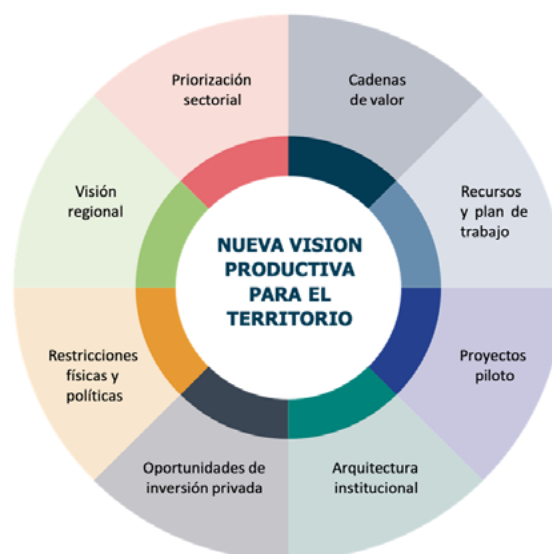 Priorización
sectorial
Cadenas
de valor
Recursos
y plan de
trabajo
Proyectos
piloto
Arquitectura
institucional
Oportunidades de
inversión privada
Restricciones
físicas y
políticas
Visión
regional
NUEVA VISION
PRODUCTIVA
PARA EL
TERRITORIO